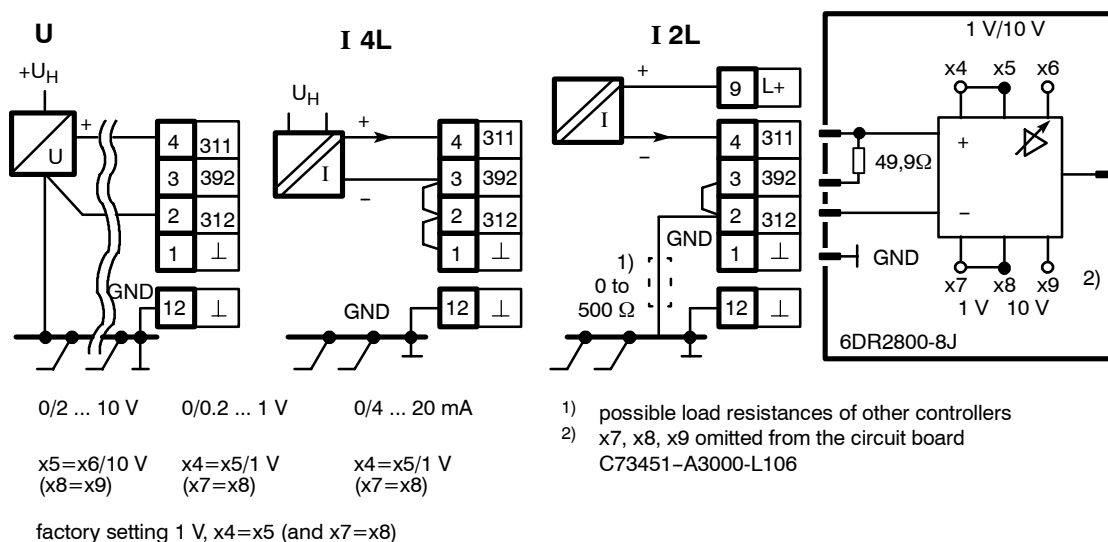 U
+U_H
+
U
4 311
3 392
2 312
1 ⊥
GND
12 ⊥
I 4L
U_H
+
I
−
4 311
3 392
2 312
1 ⊥
GND
12 ⊥
I 2L
+
9 L+
I
−
4 311
3 392
2 312
GND
1 ⊥
1)
0 to
500 Ω
12 ⊥
1 V/10 V
x4 x5 x6
+
49,9Ω
−
GND
x7 x8 x9
1 V 10 V
2)
6DR2800-8J
0/2 ... 10 V 0/0.2 ... 1 V 0/4 ... 20 mA
x5=x6/10 V x4=x5/1 V x4=x5/1 V
(x8=x9) (x7=x8) (x7=x8)
factory setting 1 V, x4=x5 (and x7=x8)
1) possible load resistances of other controllers
2) x7, x8, x9 omitted from the circuit board
C73451–A3000-L106